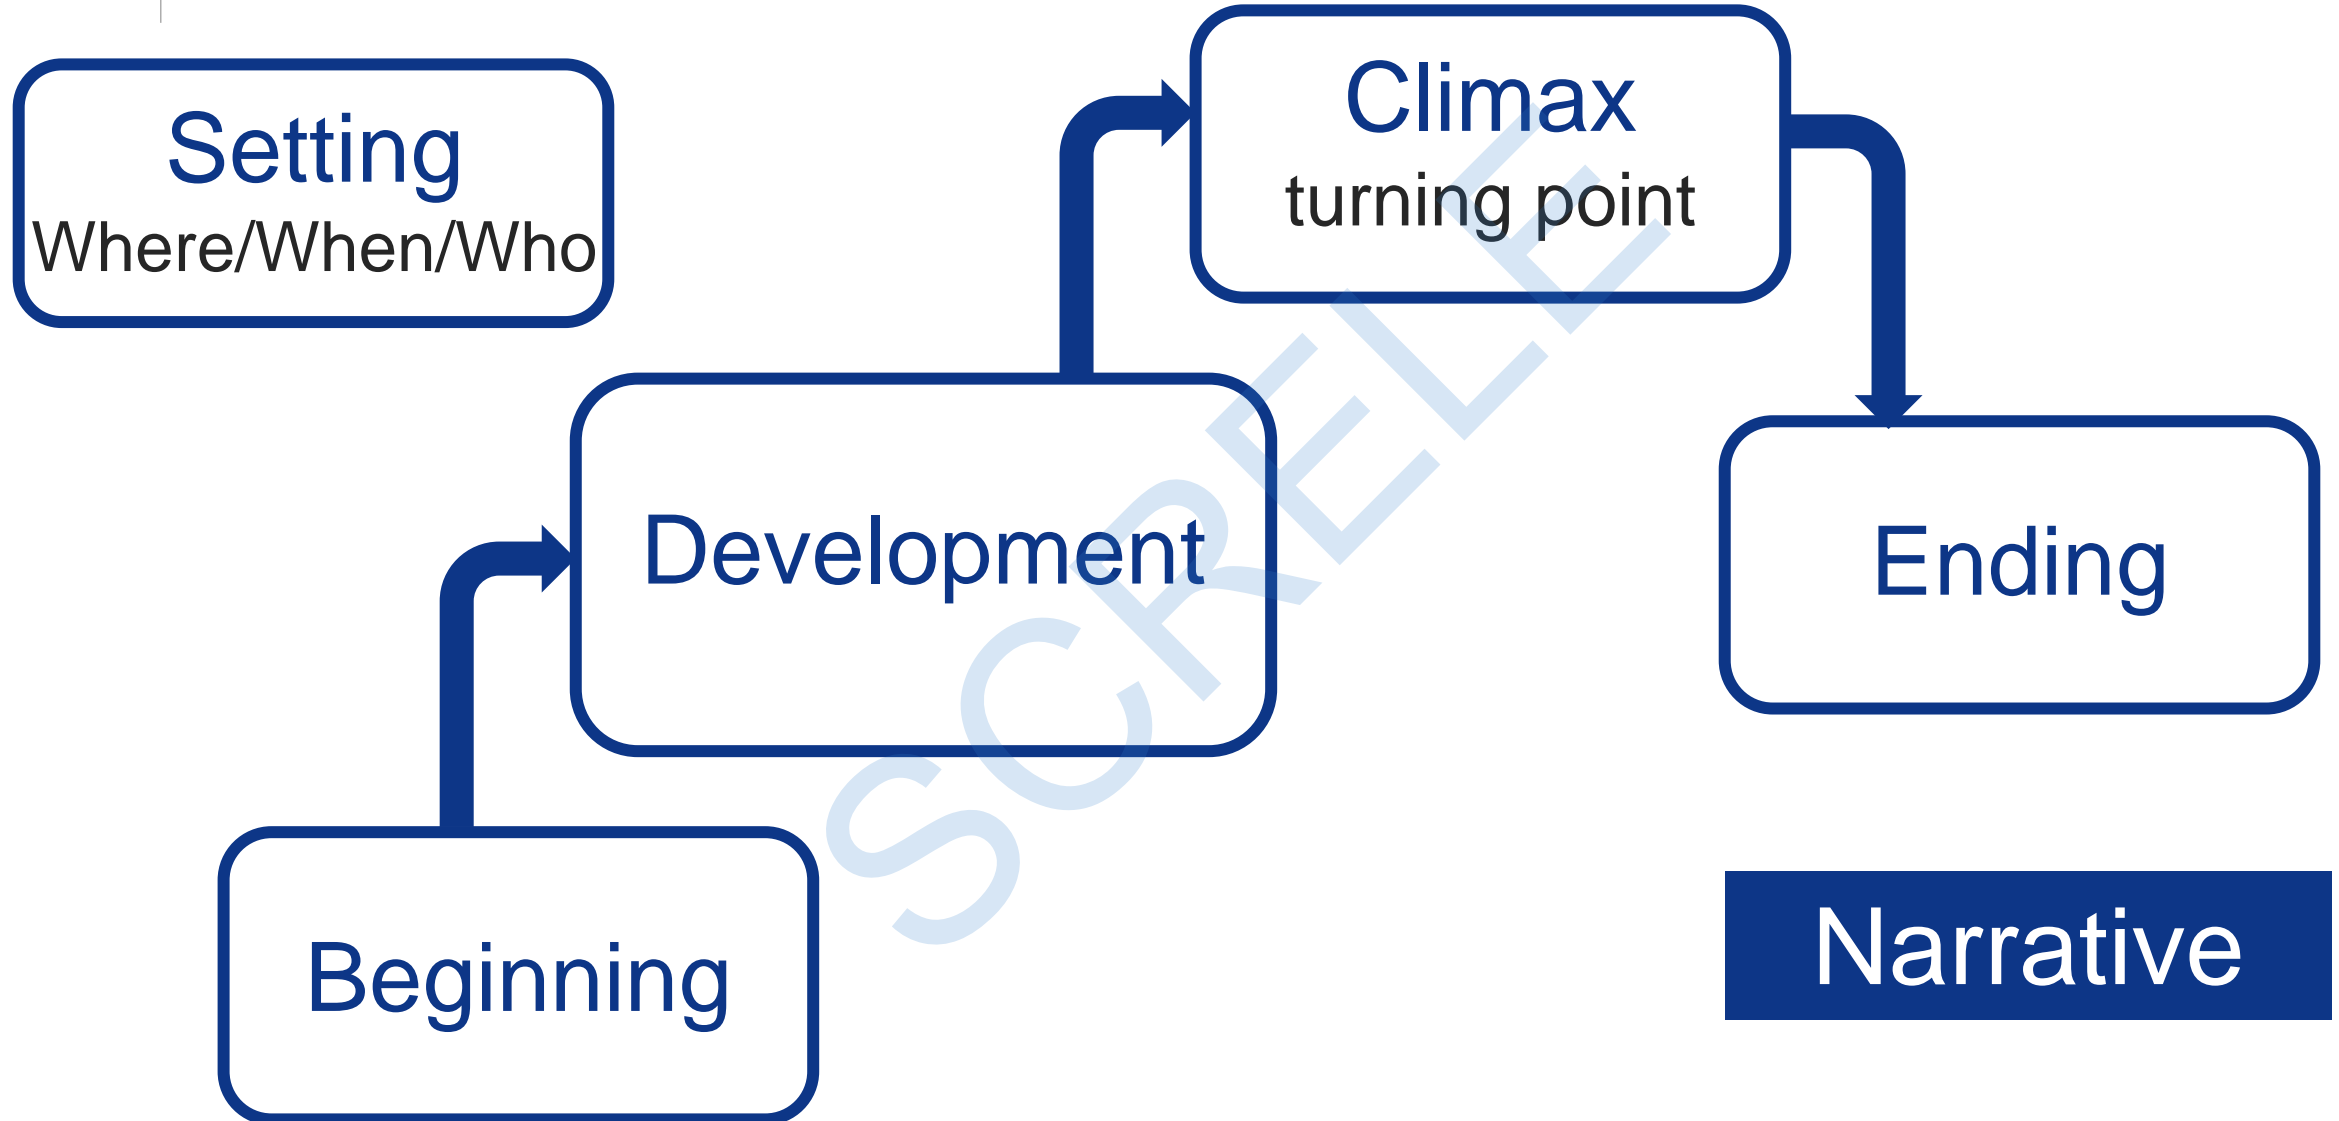 Setting
Where/When/Who
Climax
turning point
Development
Ending
Beginning
Narrative
SCRELE